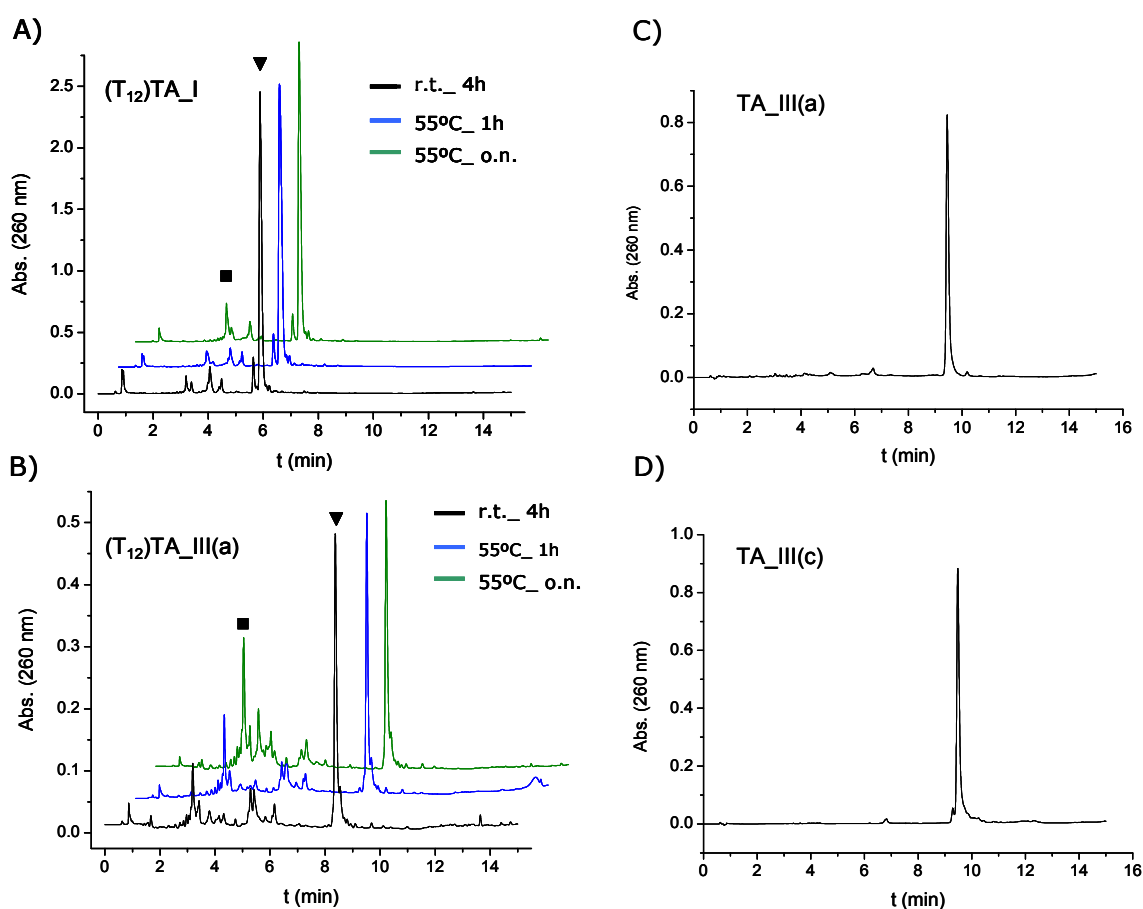 A)
(T₁₂)TA_I
r.t._ 4h
55ºC_ 1h
55ºC_ o.n.
2.5
2.0
1.5
1.0
0.5
0.0
Abs. (260 nm)
0 2 4 6 8 10 12 14
t (min)
B)
(T₁₂)TA_III(a)
r.t._ 4h
55ºC_ 1h
55ºC_ o.n.
0.5
0.4
0.3
0.2
0.1
0.0
Abs. (260 nm)
0 2 4 6 8 10 12 14
t (min)
C)
TA_III(a)
0.8
0.6
0.4
0.2
0.0
Abs. (260 nm)
0 2 4 6 8 10 12 14 16
t (min)
D)
TA_III(c)
1.0
0.8
0.6
0.4
0.2
0.0
Abs. (260 nm)
0 2 4 6 8 10 12 14 16
t (min)